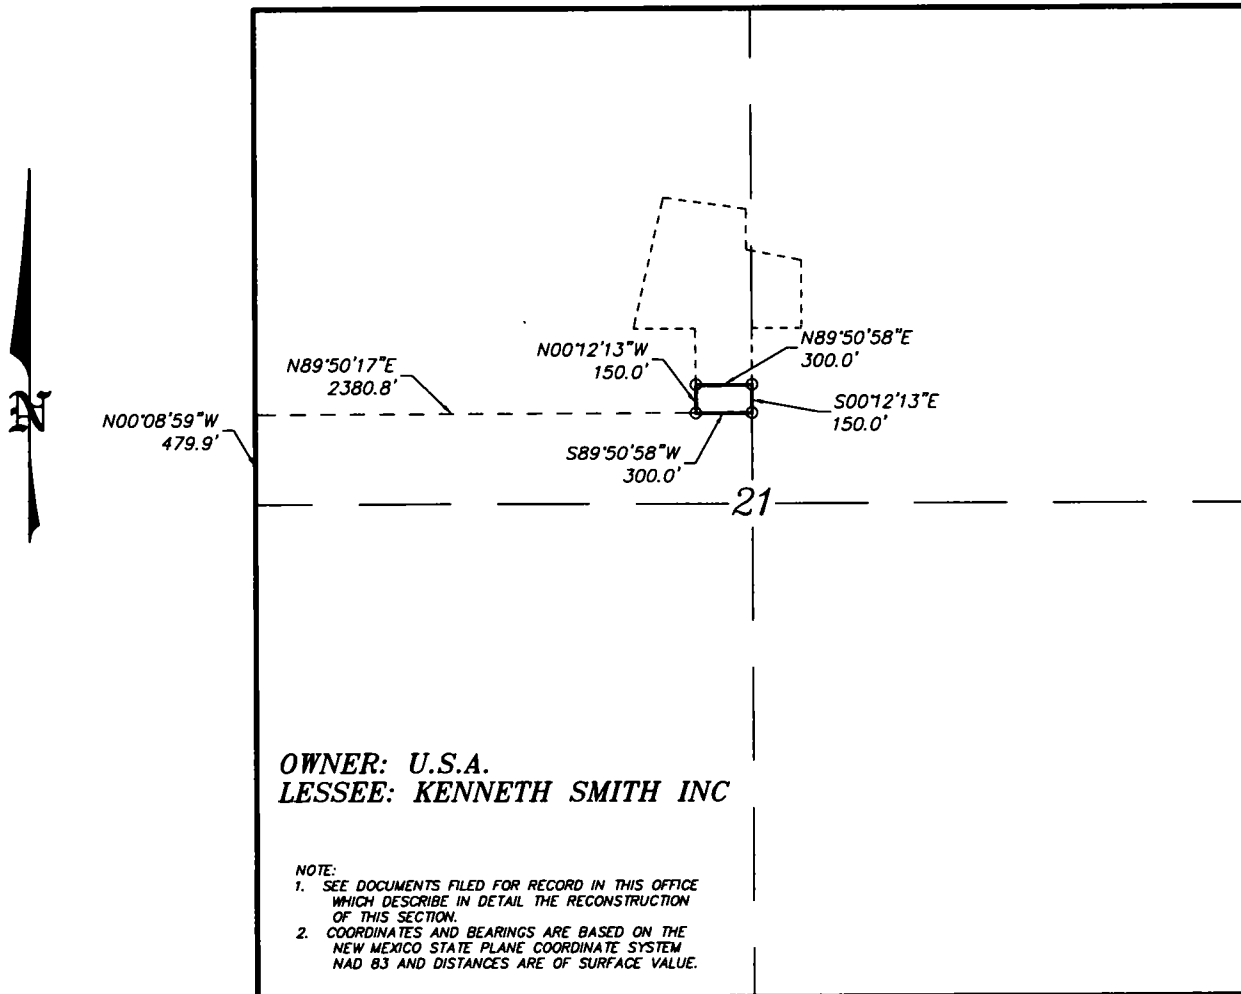 N89°50'58"E
300.0'
N00°12'13"W
150.0'
N89°50'17"E
2380.8'
S00°12'13"E
150.0'
N00°08'59"W
479.9'
S89°50'58"W
300.0'
N
21
OWNER: U.S.A.
LESSEE: KENNETH SMITH INC
NOTE:
1. SEE DOCUMENTS FILED FOR RECORD IN THIS OFFICE
WHICH DESCRIBE IN DETAIL THE RECONSTRUCTION
OF THIS SECTION.
2. COORDINATES AND BEARINGS ARE BASED ON THE
NEW MEXICO STATE PLANE COORDINATE SYSTEM
NAD 83 AND DISTANCES ARE OF SURFACE VALUE.